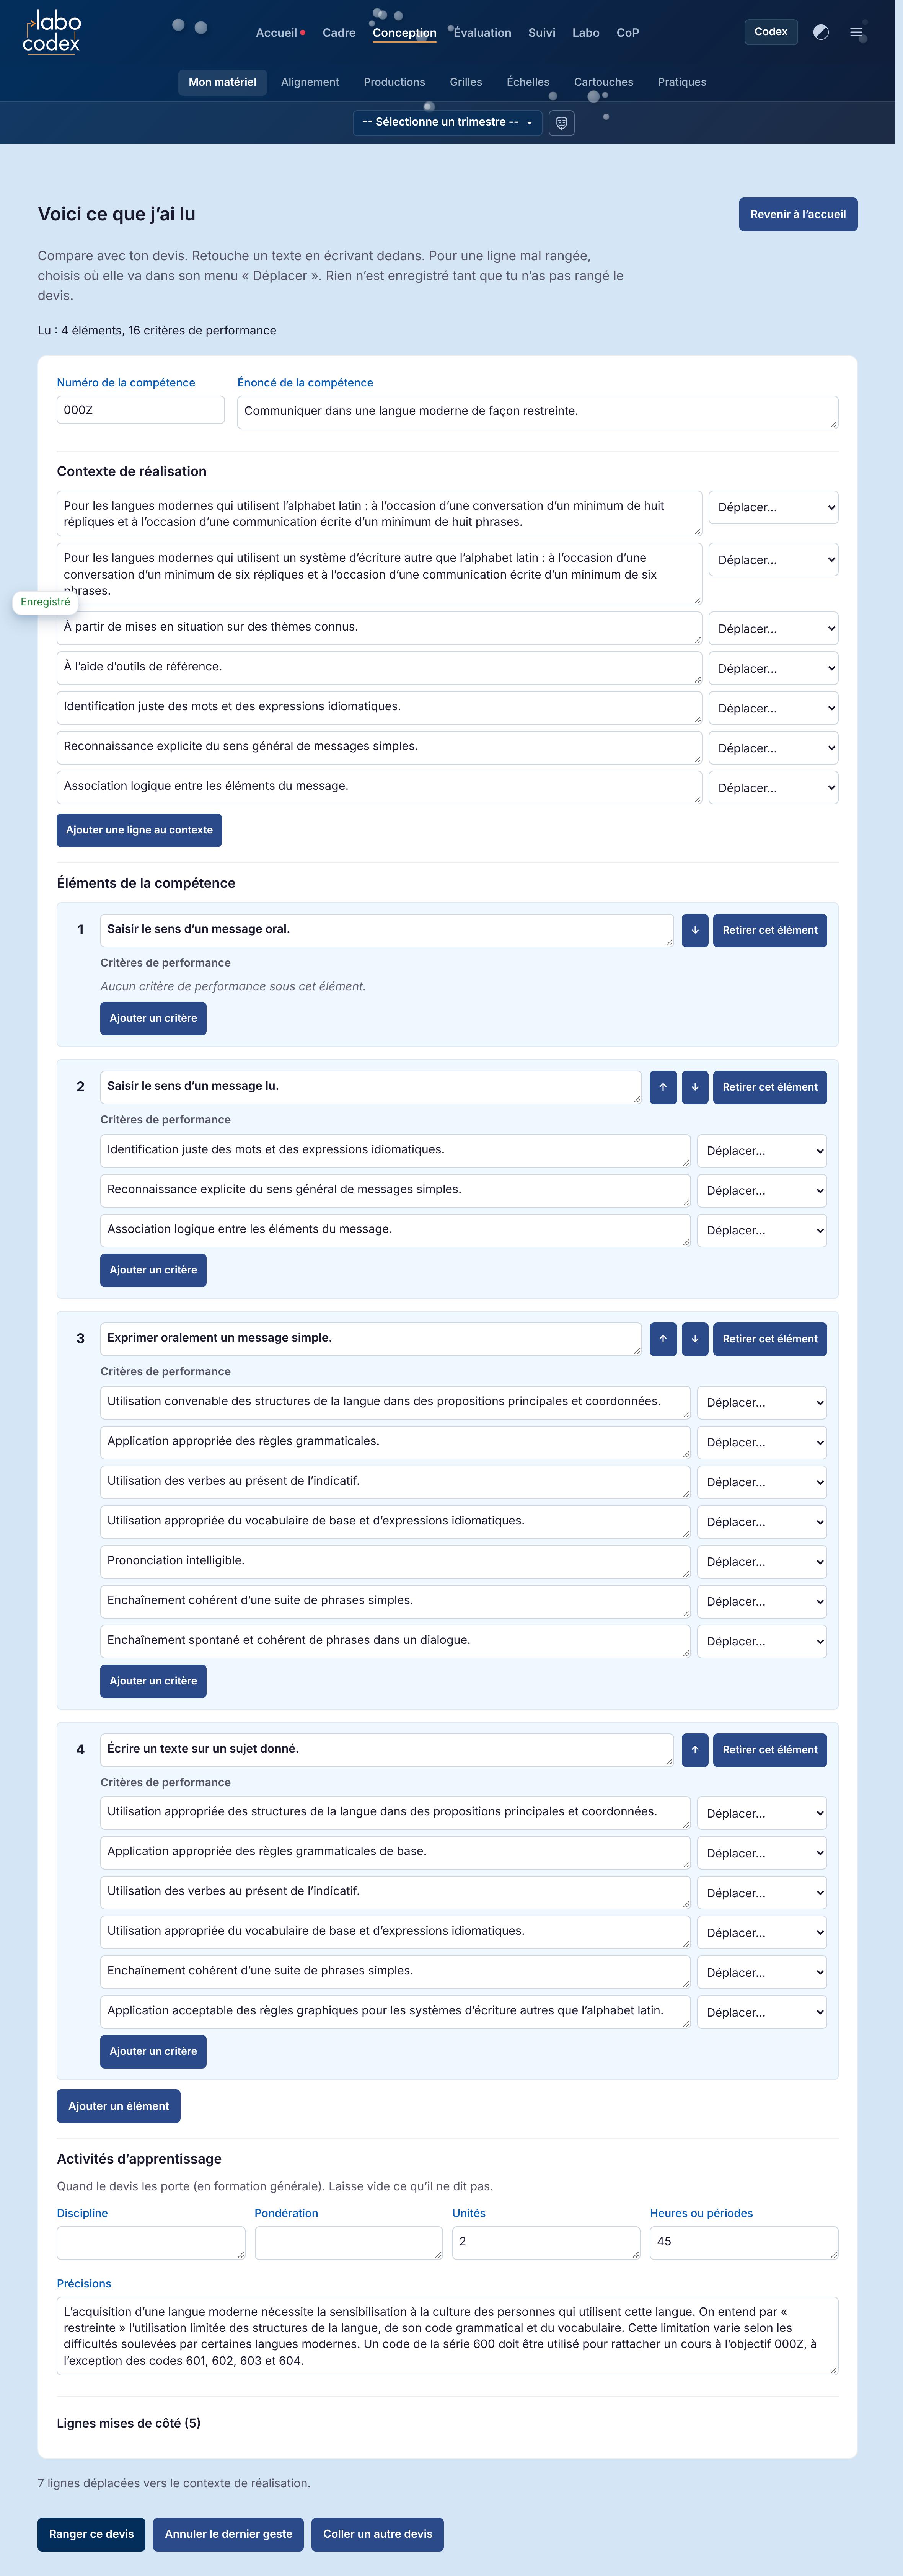 labo
codex
Accueil
Cadre
Conception
Évaluation
Suivi
Labo
CoP
Codex
Mon matériel
Alignement
Productions
Grilles
Échelles
Cartouches
Pratiques
-- Sélectionne un trimestre --
Voici ce que j’ai lu
Revenir à l’accueil
Compare avec ton devis. Retouche un texte en écrivant dedans. Pour une ligne mal rangée,
choisis où elle va dans son menu « Déplacer ». Rien n’est enregistré tant que tu n’as pas rangé le
devis.
Lu : 4 éléments, 16 critères de performance
Numéro de la compétence
Énoncé de la compétence
000Z
Communiquer dans une langue moderne de façon restreinte.
Contexte de réalisation
Pour les langues modernes qui utilisent l’alphabet latin : à l’occasion d’une conversation d’un minimum de huit
répliques et à l’occasion d’une communication écrite d’un minimum de huit phrases.
Déplacer...
Pour les langues modernes qui utilisent un système d’écriture autre que l’alphabet latin : à l’occasion d’une
conversation d’un minimum de six répliques et à l’occasion d’une communication écrite d’un minimum de six
phrases.
Déplacer...
Enregistré
À partir de mises en situation sur des thèmes connus.
Déplacer...
À l’aide d’outils de référence.
Déplacer...
Identification juste des mots et des expressions idiomatiques.
Déplacer...
Reconnaissance explicite du sens général de messages simples.
Déplacer...
Association logique entre les éléments du message.
Déplacer...
Ajouter une ligne au contexte
Éléments de la compétence
1
Saisir le sens d’un message oral.
↓
Retirer cet élément
Critères de performance
Aucun critère de performance sous cet élément.
Ajouter un critère
2
Saisir le sens d’un message lu.
↑
↓
Retirer cet élément
Critères de performance
Identification juste des mots et des expressions idiomatiques.
Déplacer...
Reconnaissance explicite du sens général de messages simples.
Déplacer...
Association logique entre les éléments du message.
Déplacer...
Ajouter un critère
3
Exprimer oralement un message simple.
↑
↓
Retirer cet élément
Critères de performance
Utilisation convenable des structures de la langue dans des propositions principales et coordonnées.
Déplacer...
Application appropriée des règles grammaticales.
Déplacer...
Utilisation des verbes au présent de l’indicatif.
Déplacer...
Utilisation appropriée du vocabulaire de base et d’expressions idiomatiques.
Déplacer...
Prononciation intelligible.
Déplacer...
Enchaînement cohérent d’une suite de phrases simples.
Déplacer...
Enchaînement spontané et cohérent de phrases dans un dialogue.
Déplacer...
Ajouter un critère
4
Écrire un texte sur un sujet donné.
↑
Retirer cet élément
Critères de performance
Utilisation appropriée des structures de la langue dans des propositions principales et coordonnées.
Déplacer...
Application appropriée des règles grammaticales de base.
Déplacer...
Utilisation des verbes au présent de l’indicatif.
Déplacer...
Utilisation appropriée du vocabulaire de base et d’expressions idiomatiques.
Déplacer...
Enchaînement cohérent d’une suite de phrases simples.
Déplacer...
Application acceptable des règles graphiques pour les systèmes d’écriture autres que l’alphabet latin.
Déplacer...
Ajouter un critère
Ajouter un élément
Activités d’apprentissage
Quand le devis les porte (en formation générale). Laisse vide ce qu’il ne dit pas.
Discipline
Pondération
Unités
Heures ou périodes
2
45
Précisions
L’acquisition d’une langue moderne nécessite la sensibilisation à la culture des personnes qui utilisent cette langue. On entend par «
restreinte » l’utilisation limitée des structures de la langue, de son code grammatical et du vocabulaire. Cette limitation varie selon les
difficultés soulevées par certaines langues modernes. Un code de la série 600 doit être utilisé pour rattacher un cours à l’objectif 000Z, à
l’exception des codes 601, 602, 603 et 604.
Lignes mises de côté (5)
7 lignes déplacées vers le contexte de réalisation.
Ranger ce devis
Annuler le dernier geste
Coller un autre devis